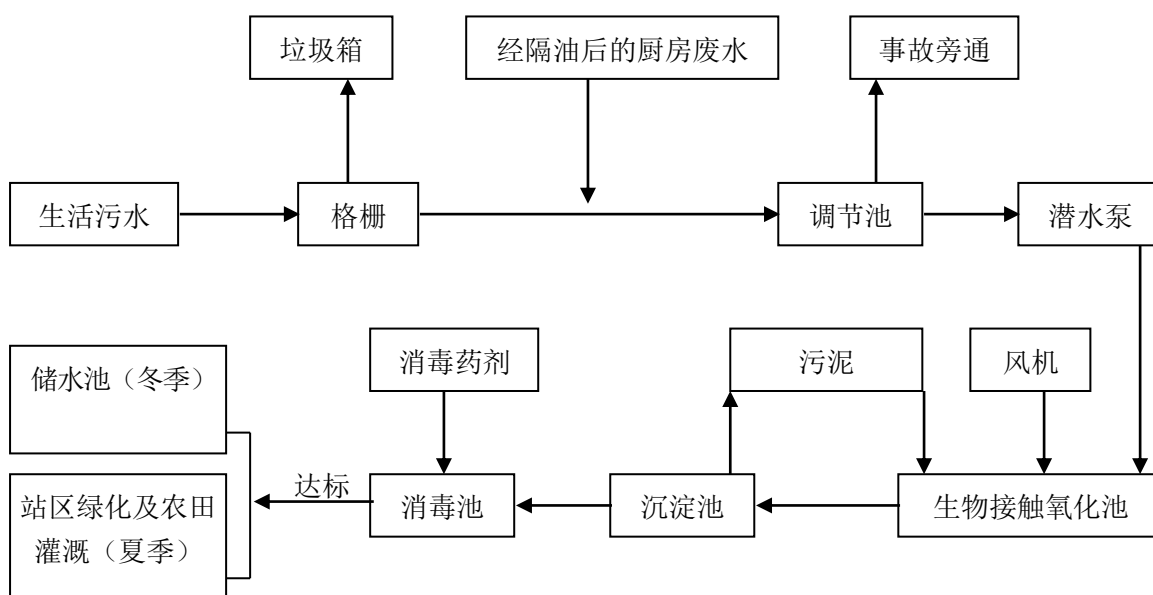 垃圾箱
经隔油后的厨房废水
事故旁通
生活污水
格栅
调节池
潜水泵
储水池（冬季）
消毒药剂
污泥
风机
站区绿化及农田
灌溉（夏季）
达标
消毒池
沉淀池
生物接触氧化池